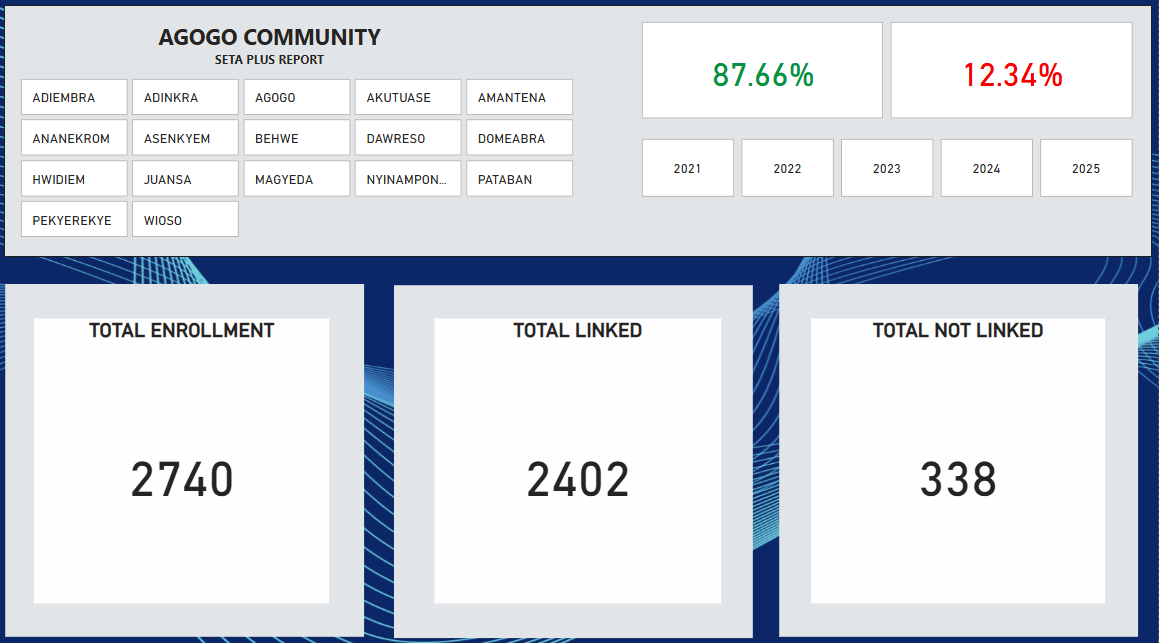 AGOGO COMMUNITY
SETA PLUS REPORT
ADIEMBRA ADINKRA AGOGO AKUTUASE AMANTENA
ANANEKROM ASENKYEM BEHWE DAWRESO DOMEABRA
HWIDIEM JUANSA MAGYEDA NYINAMPON... PATABAN
PEKYEREKYE WIOSO
87.66% 12.34%
2021 2022 2023 2024 2025
TOTAL ENROLLMENT
2740
TOTAL LINKED
2402
TOTAL NOT LINKED
338